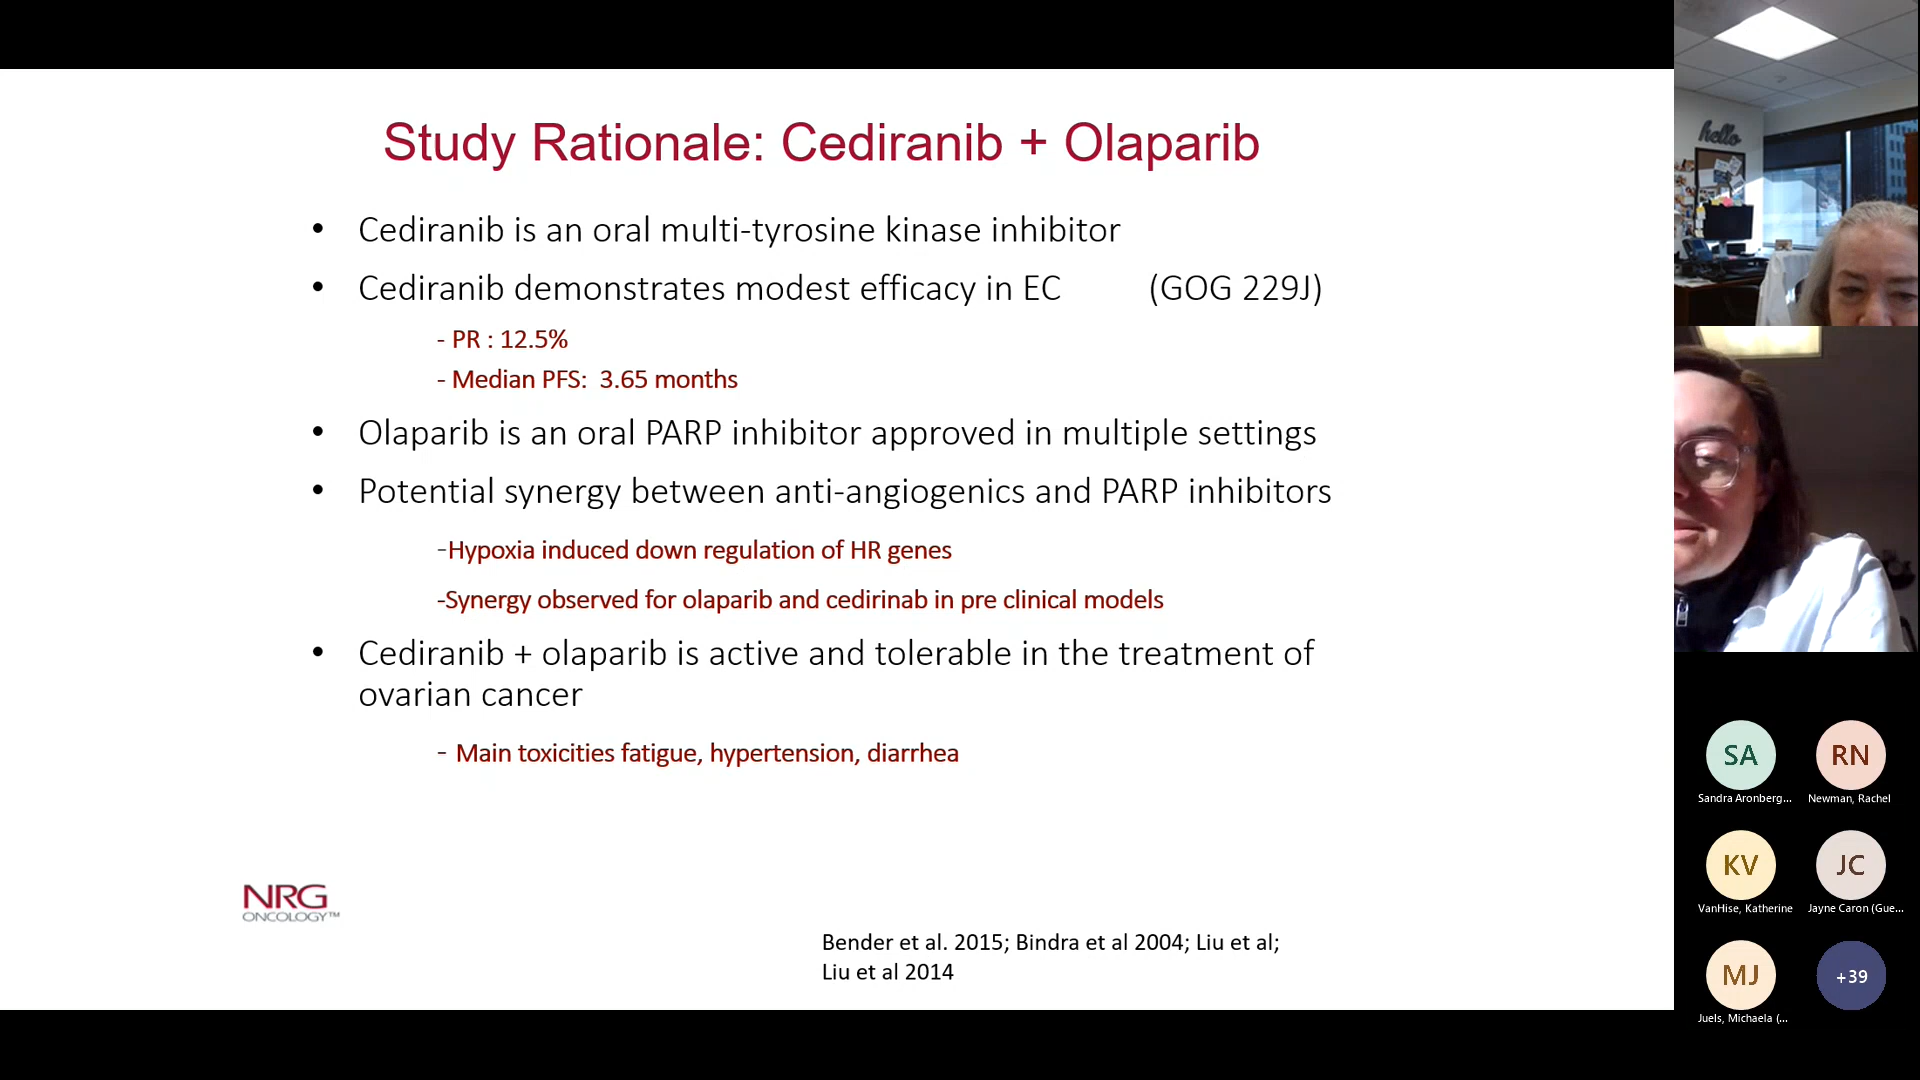 Study Rationale: Cediranib + Olaparib
• Cediranib is an oral multi-tyrosine kinase inhibitor
• Cediranib demonstrates modest efficacy in EC (GOG 229J)
- PR : 12.5%
- Median PFS: 3.65 months
• Olaparib is an oral PARP inhibitor approved in multiple settings
• Potential synergy between anti-angiogenics and PARP inhibitors
-Hypoxia induced down regulation of HR genes
-Synergy observed for olaparib and cedirinab in pre clinical models
• Cediranib + olaparib is active and tolerable in the treatment of
ovarian cancer
- Main toxicities fatigue, hypertension, diarrhea
NRG
ONCOLOGY™
Bender et al. 2015; Bindra et al 2004; Liu et al;
Liu et al 2014
hello
SA
Sandra Aronberg...
RN
Newman, Rachel
KV
VanHise, Katherine
JC
Jayne Caron (Gue...
MJ
Juels, Michaela (...
+39